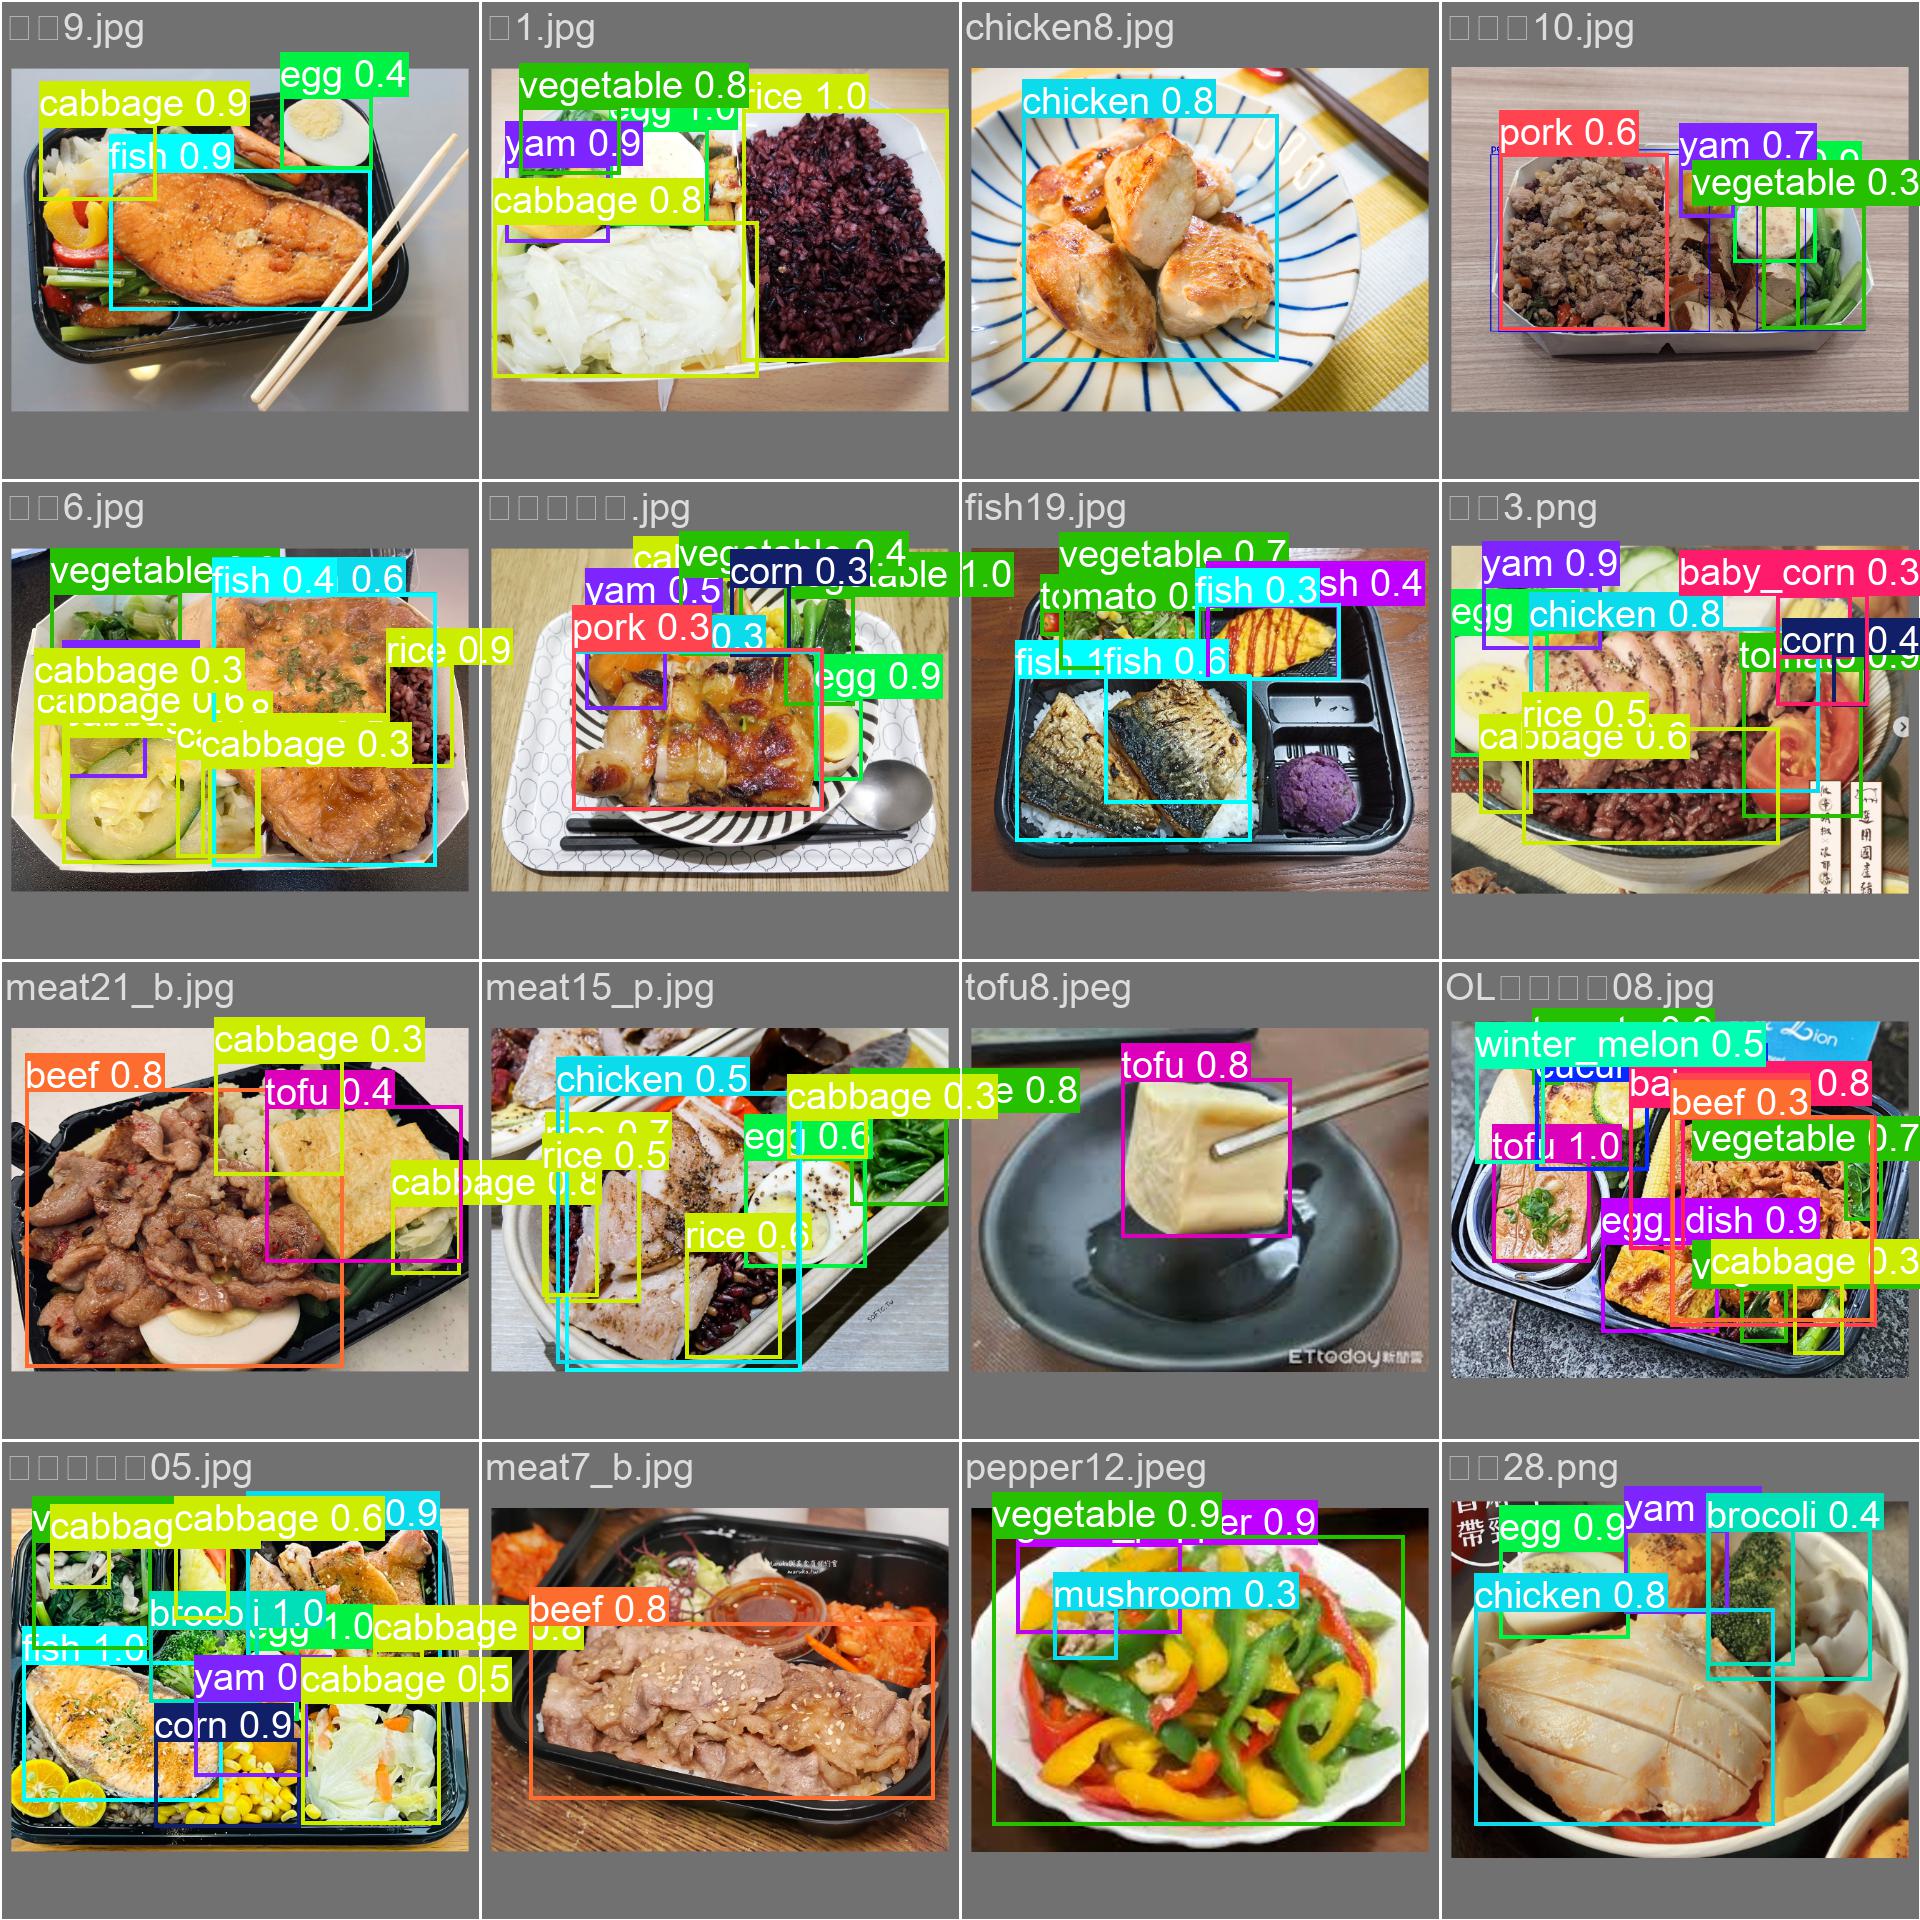 9.jpg
cabbage 0.9
egg 0.4
fish 0.9
1.jpg
vegetable 0.8
egg 1.0
rice 1.0
yam 0.9
cabbage 0.8
chicken8.jpg
chicken 0.8
10.jpg
pork 0.6
yam 0.7
vegetable 0.3
6.jpg
vegetable
fish 0.4
0.6
rice 0.9
cabbage 0.3
cabbage 0.6
cabbage 0.3
.jpg
vegetable 0.4
corn 0.3
1.0
yam 0.5
pork 0.3
0.3
egg 0.9
fish19.jpg
vegetable 0.7
fish 0.3
0.4
tomato
fish
fish 0.6
3.png
yam 0.9
baby_corn 0.3
egg
chicken 0.8
corn 0.4
tomato 0.9
rice 0.5
cabbage 0.6
meat21_b.jpg
cabbage 0.3
beef 0.8
tofu 0.4
cabbage 0.8
meat15_p.jpg
chicken 0.5
cabbage 0.3
0.8
rice 0.7
egg 0.6
rice 0.5
rice 0.6
tofu8.jpeg
tofu 0.8
ETtoday新聞雲
OL
08.jpg
winter_melon 0.5
Lion
0.8
beef 0.3
tofu 1.0
vegetable 0.7
egg_dish 0.9
cabbage 0.3
05.jpg
cabbage 0.6
0.9
brocoli 1.0
egg 1.0
cabbage 0.8
fish 1.0
yam
cabbage 0.5
corn 0.9
meat7_b.jpg
beef 0.8
pepper12.jpeg
vegetable 0.9
0.9
mushroom 0.3
28.png
egg 0.9
yam
brocoli 0.4
chicken 0.8